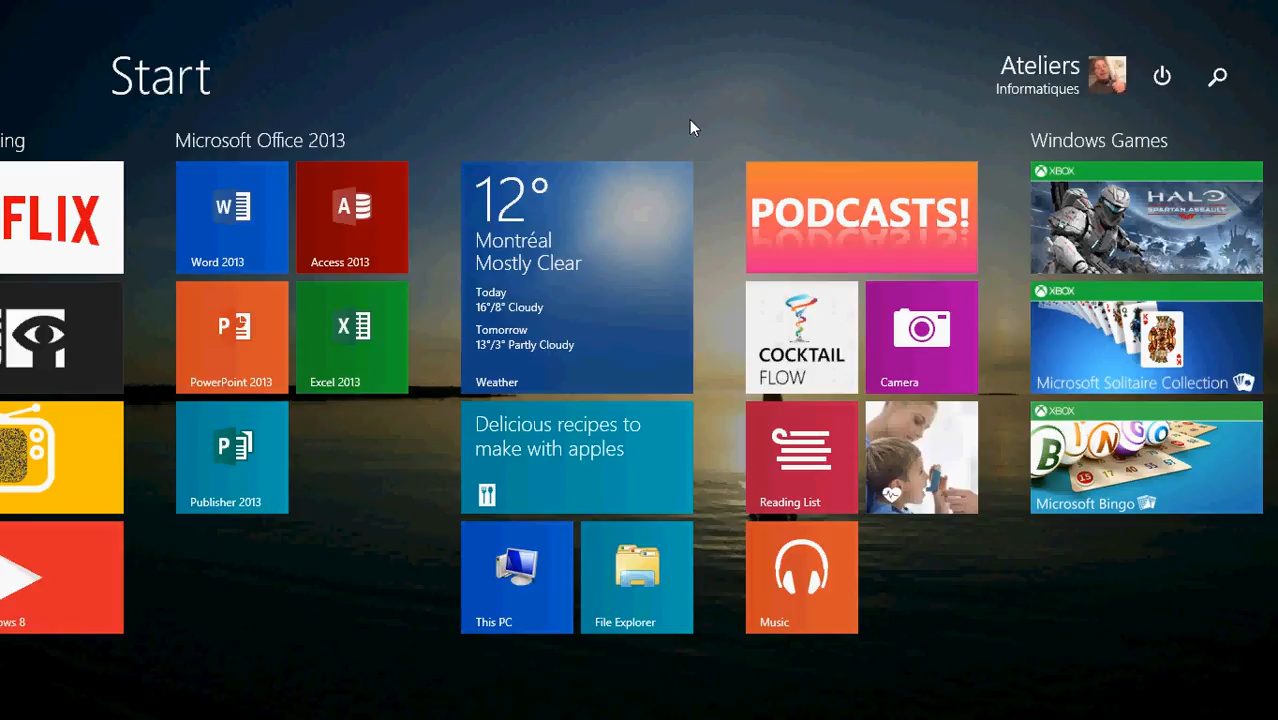 Start
Ateliers
Informatiques
ing
Microsoft Office 2013
Windows Games
FLIX
Word 2013
Access 2013
12°
Montréal
Mostly Clear
Today
16°/8° Cloudy
Tomorrow
13°/3° Partly Cloudy
Weather
PODCASTS!
XBOX
HALO
SPARTAN ASSAULT
PowerPoint 2013
Excel 2013
COCKTAIL
FLOW
Camera
XBOX
Microsoft Solitaire Collection
Publisher 2013
Delicious recipes to
make with apples
Reading List
XBOX
BINGO
Microsoft Bingo
ows 8
This PC
File Explorer
Music